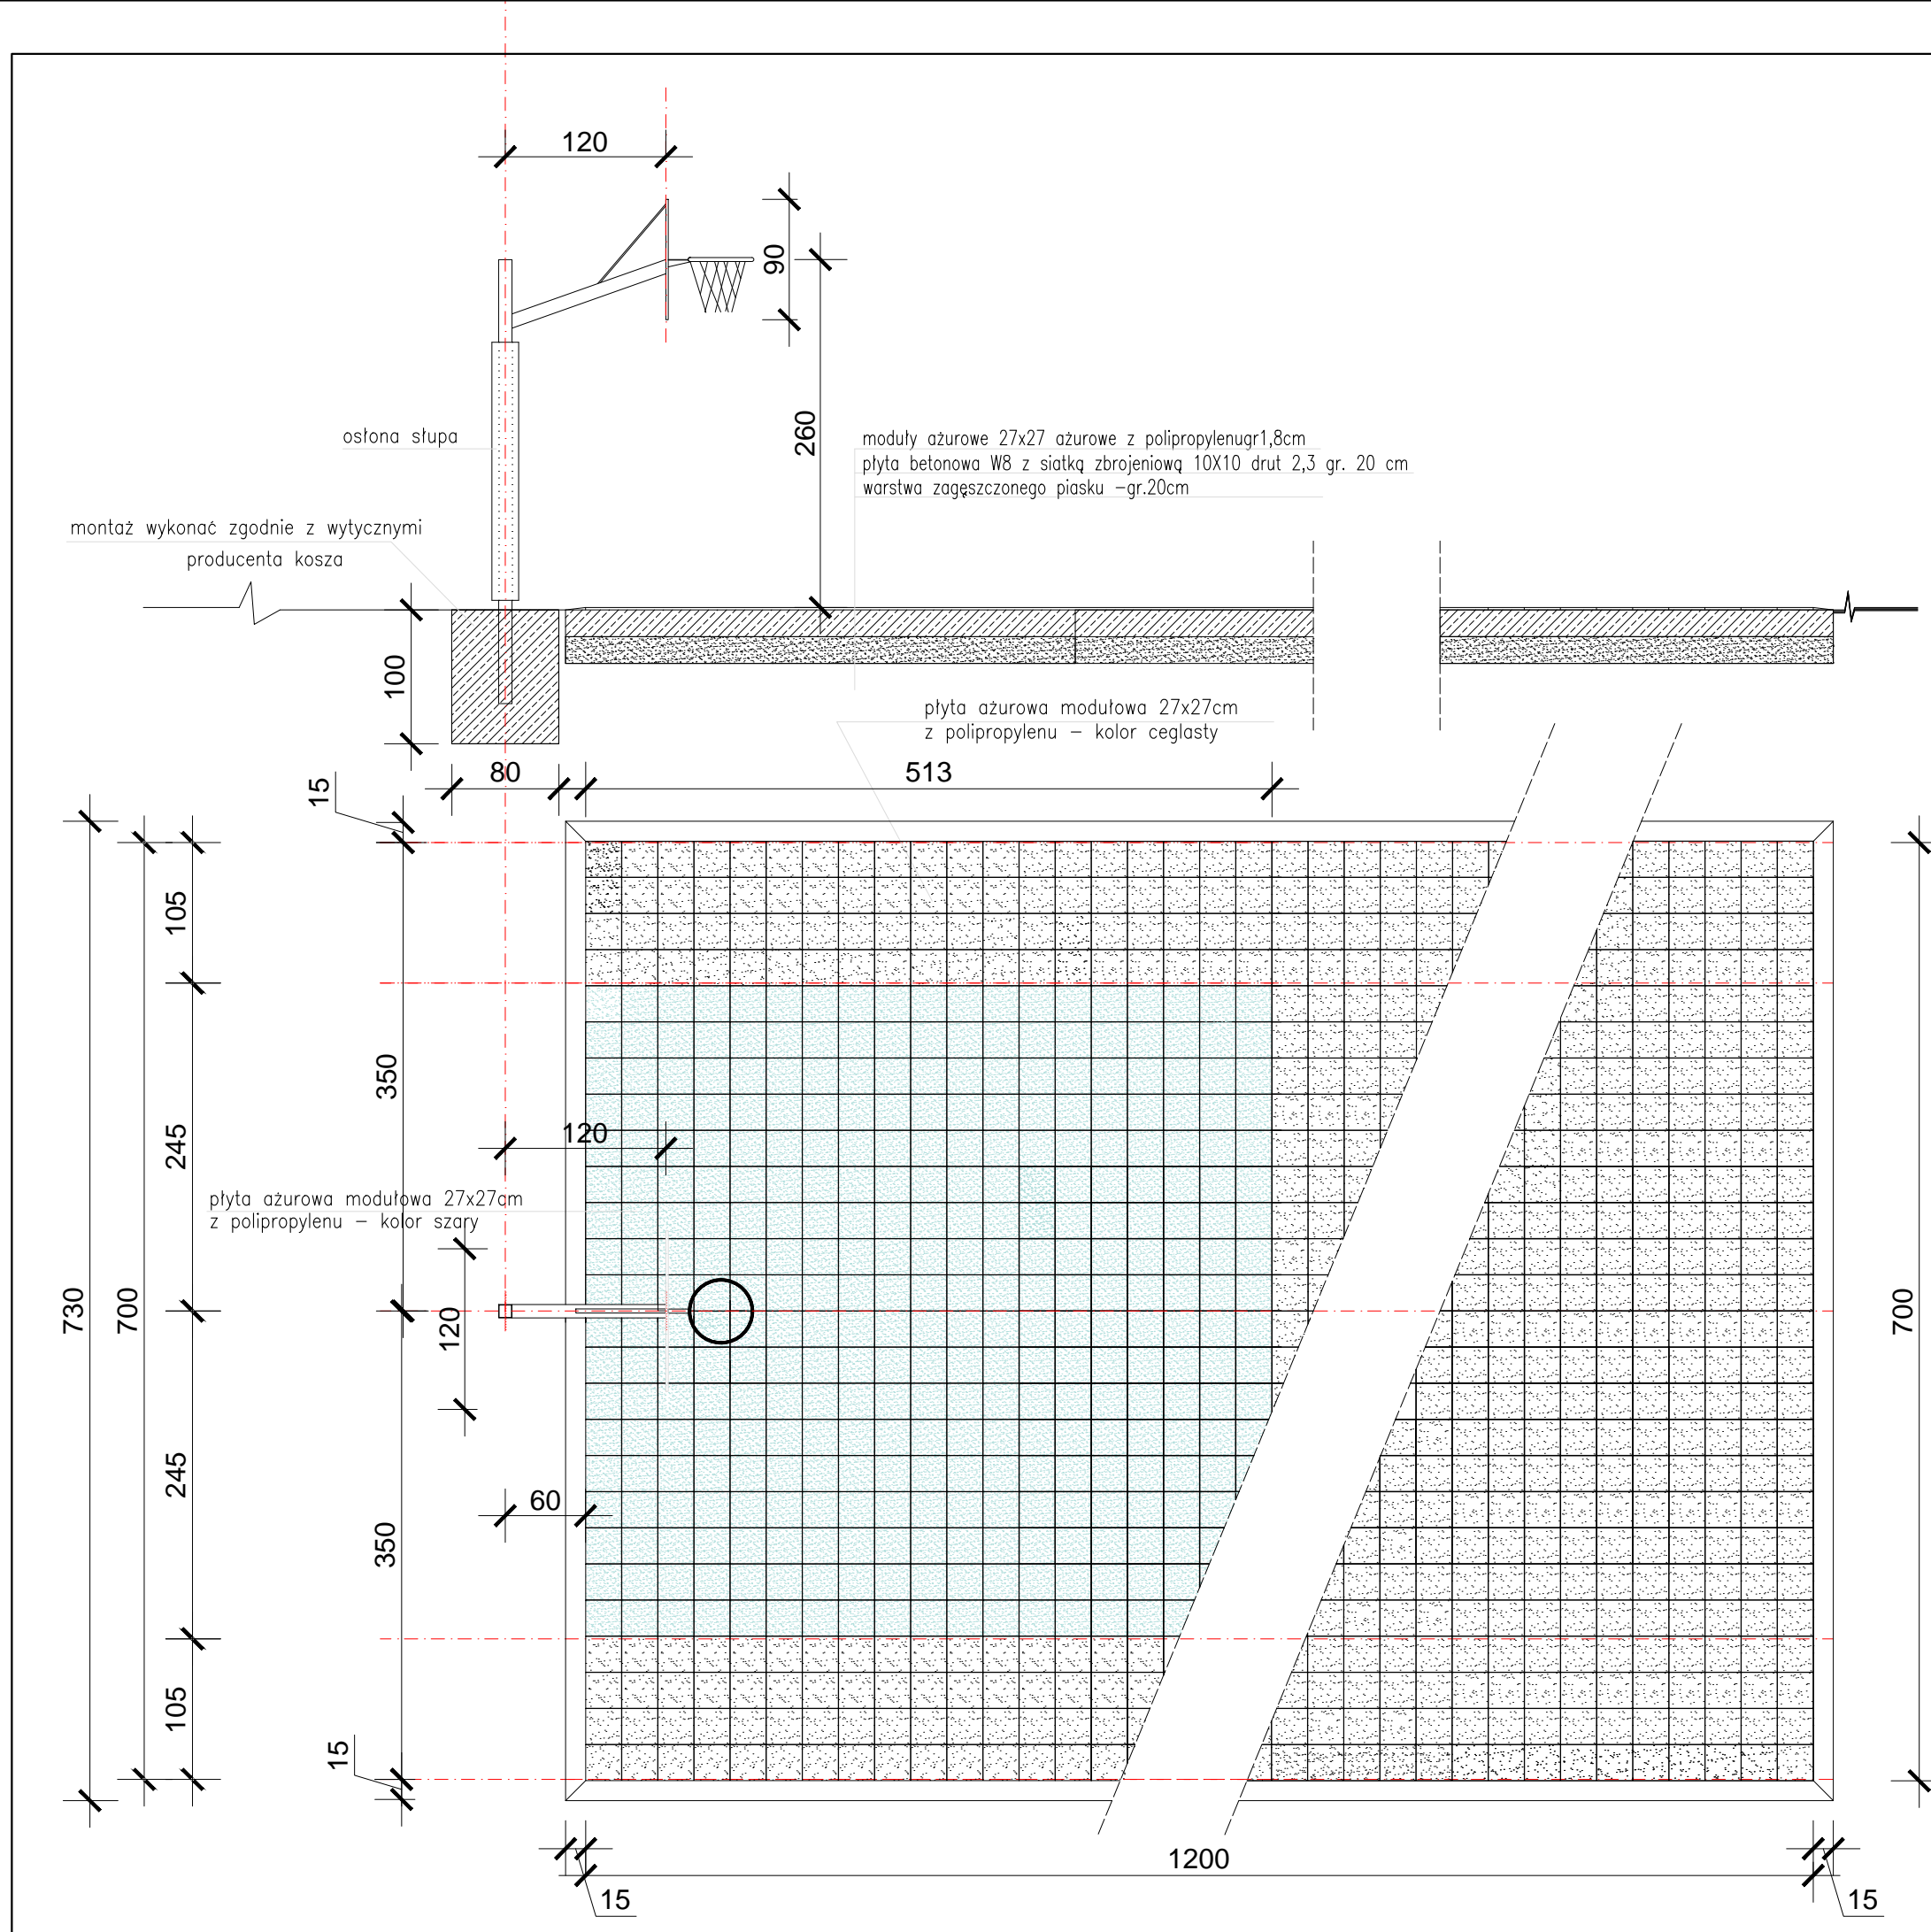 120
90
260
osłona słupa
moduły ażurowe 27x27 ażurowe z polipropylenugr1,8cm
płyta betonowa W8 z siatką zbrojeniową 10X10 drut 2,3 gr. 20 cm
warstwa zagęszczonego piasku -gr.20cm
montaż wykonać zgodnie z wytycznymi
producenta kosza
100
płyta ażurowa modułowa 27x27cm
z polipropylenu - kolor ceglasty
80
513
15
105
350
245
120
płyta ażurowa modułowa 27x27cm
z polipropylenu - kolor szary
730
700
120
700
245
60
350
105
15
1200
15
15